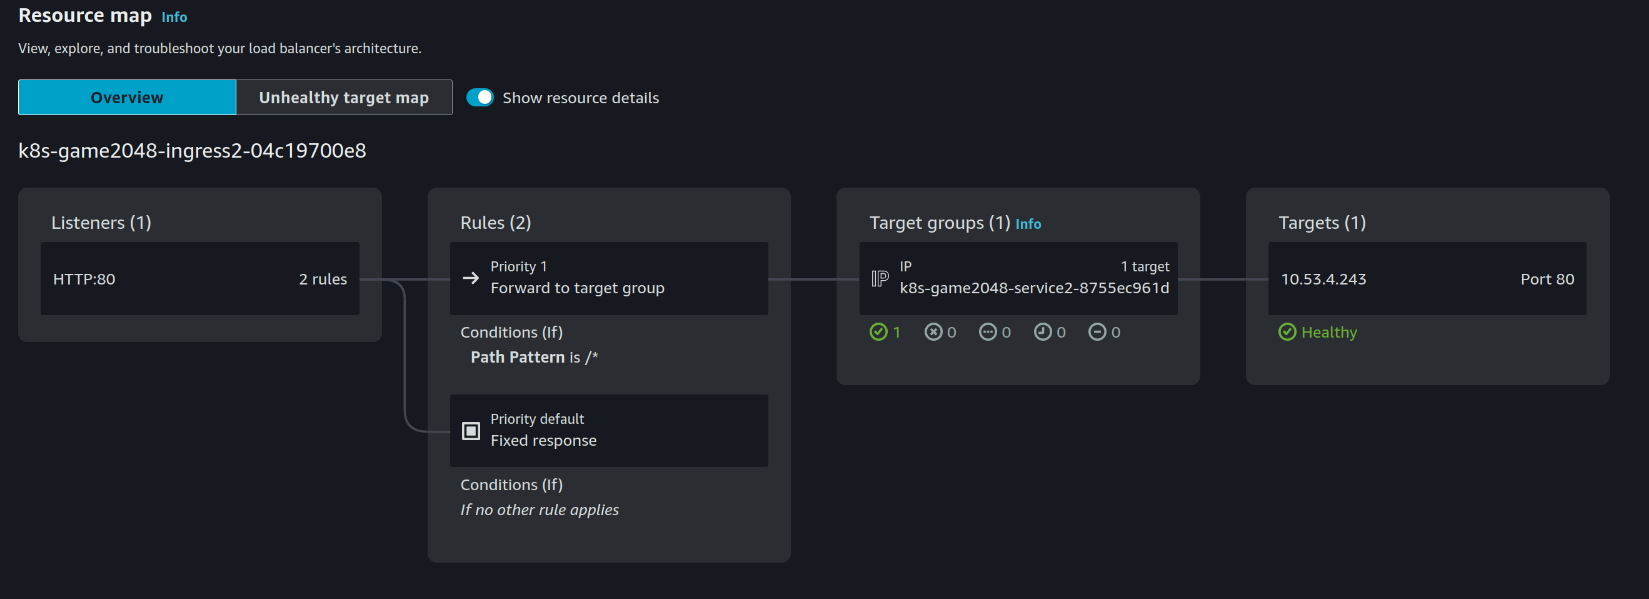 Resource map Info
View, explore, and troubleshoot your load balancer's architecture.
Overview
Unhealthy target map
Show resource details
k8s-game2048-ingress2-04c19700e8
Listeners (1)
HTTP:80 2 rules
Rules (2)
Priority 1
Forward to target group
Conditions (If)
Path Pattern is /*
Priority default
Fixed response
Conditions (If)
If no other rule applies
Target groups (1) Info
IP IP 1 target
k8s-game2048-service2-8755ec961d
1 0 0 0 0
Targets (1)
10.53.4.243 Port 80
Healthy